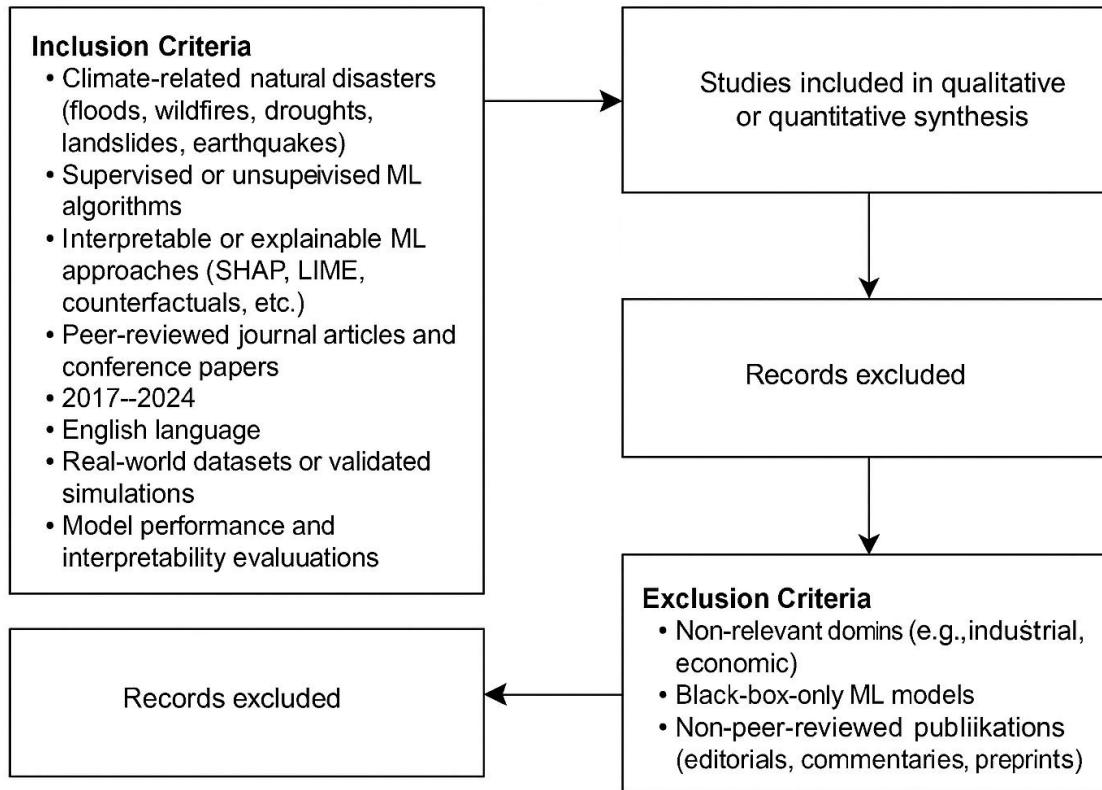 Inclusion Criteria
• Climate-related natural disasters
(floods, wildfires, droughts,
landslides, earthquakes)
• Supervised or unsupeivised ML
algorithms
• Interpretable or explainable ML
approaches (SHAP, LIME,
counterfactuals, etc.)
• Peer-reviewed journal articles and
conference papers
• 2017--2024
• English language
• Real-world datasets or validated
simulations
• Model performance and
interpretability evaluuations
Studies included in qualitative
or quantitative synthesis
Records excluded
Exclusion Criteria
• Non-relevant domins (e.g.,industrial,
economic)
• Black-box-only ML models
• Non-peer-reviewed publiikations
(editorials, commentaries, preprints)
Records excluded